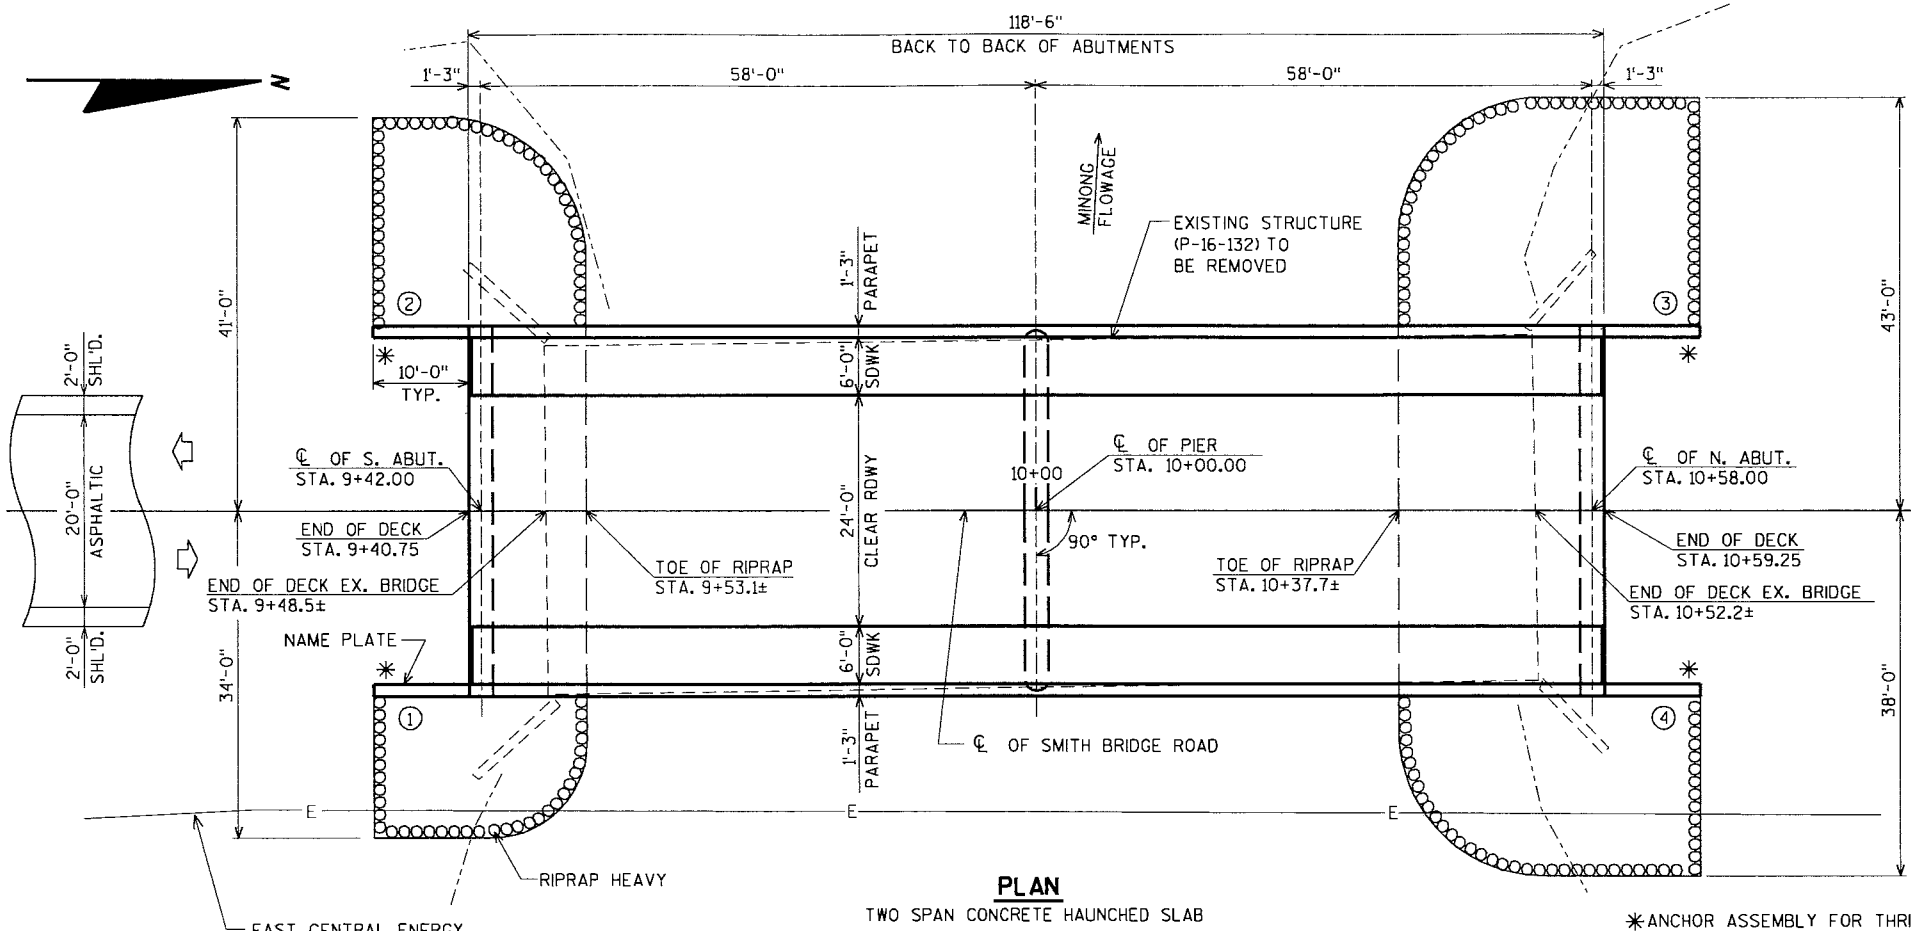 118'-6"
BACK TO BACK OF ABUTMENTS
1'-3"
58'-0"
58'-0"
1'-3"
N
MINONG
FLOWAGE
EXISTING STRUCTURE
(P-16-132) TO
BE REMOVED
1'-3"
PARAPET
41'-0"
43'-0"
2
3
2'-0"
SHL'D.
10'-0"
TYP.
6'-0"
SDWK
20'-0"
ASPHALTIC
℄ OF S. ABUT.
STA. 9+42.00
10+00
℄ OF PIER
STA. 10+00.00
℄ OF N. ABUT.
STA. 10+58.00
24'-0"
CLEAR RDWY
END OF DECK
STA. 9+40.75
90° TYP.
END OF DECK
STA. 10+59.25
TOE OF RIPRAP
STA. 9+53.1±
TOE OF RIPRAP
STA. 10+37.7±
END OF DECK EX. BRIDGE
STA. 9+48.5±
END OF DECK EX. BRIDGE
STA. 10+52.2±
2'-0"
SHL'D.
NAME PLATE
6'-0"
SDWK
34'-0"
38'-0"
1
4
1'-3"
PARAPET
℄ OF SMITH BRIDGE ROAD
E
E
E
RIPRAP HEAVY
PLAN
TWO SPAN CONCRETE HAUNCHED SLAB
EAST CENTRAL ENERGY
*ANCHOR ASSEMBLY FOR THRI